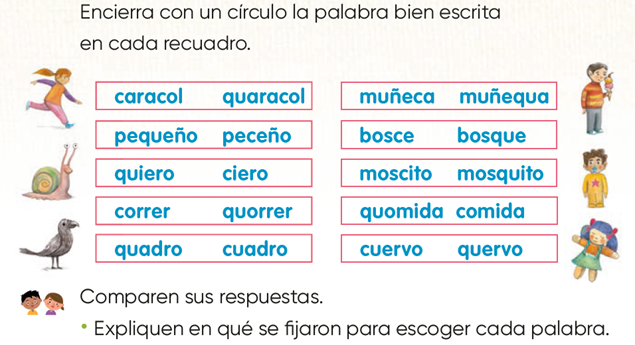 Encierra con un círculo la palabra bien escrita
en cada recuadro.
caracol quaracol
pequeño peceño
quiero ciero
correr quorrer
quadro cuadro
muñeca muñequa
bosce bosque
moscito mosquito
quomida comida
cuervo quervo
Comparen sus respuestas.
• Expliquen en qué se fijaron para escoger cada palabra.